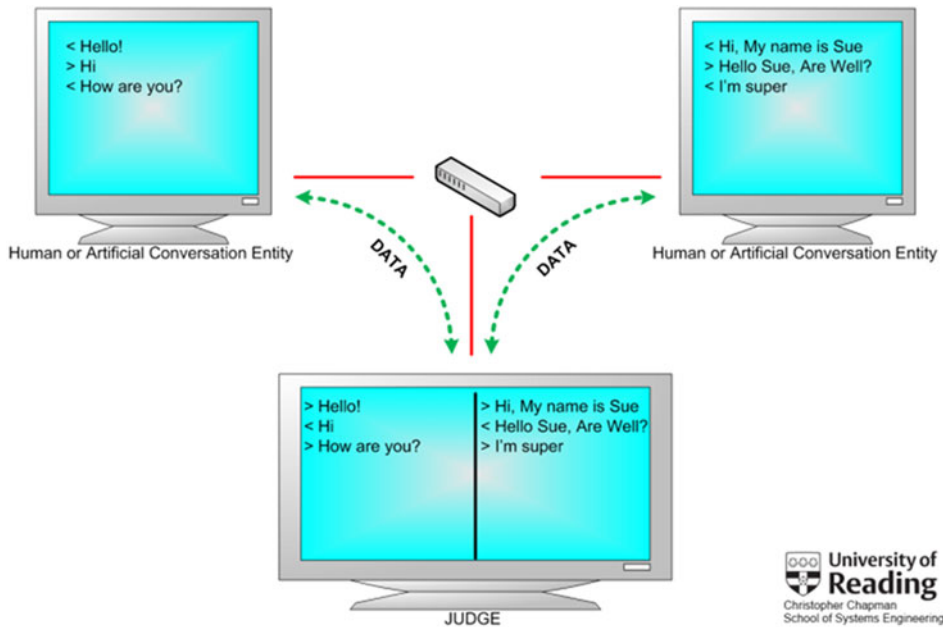 < Hello!
> Hi
< How are you?
< Hi, My name is Sue
> Hello Sue, Are Well?
< I'm super
Human or Artificial Conversation Entity
Human or Artificial Conversation Entity
DATA
DATA
> Hello!
< Hi
> How are you?
> Hi, My name is Sue
< Hello Sue, Are Well?
> I'm super
JUDGE
University of
Reading
Christopher Chapman
School of Systems Engineering